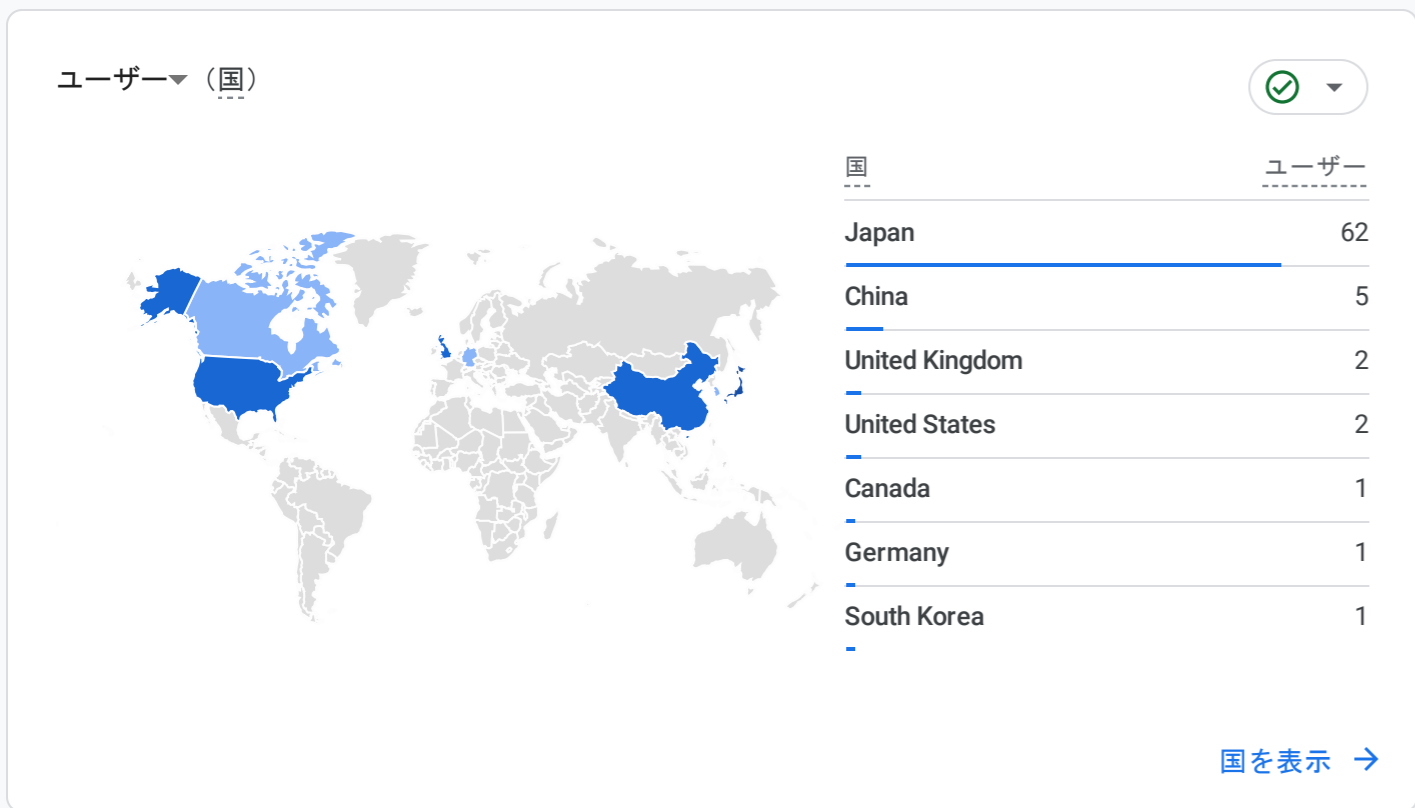 ユーザー（国）
国 ユーザー
Japan 62
China 5
United Kingdom 2
United States 2
Canada 1
Germany 1
South Korea 1
国を表示